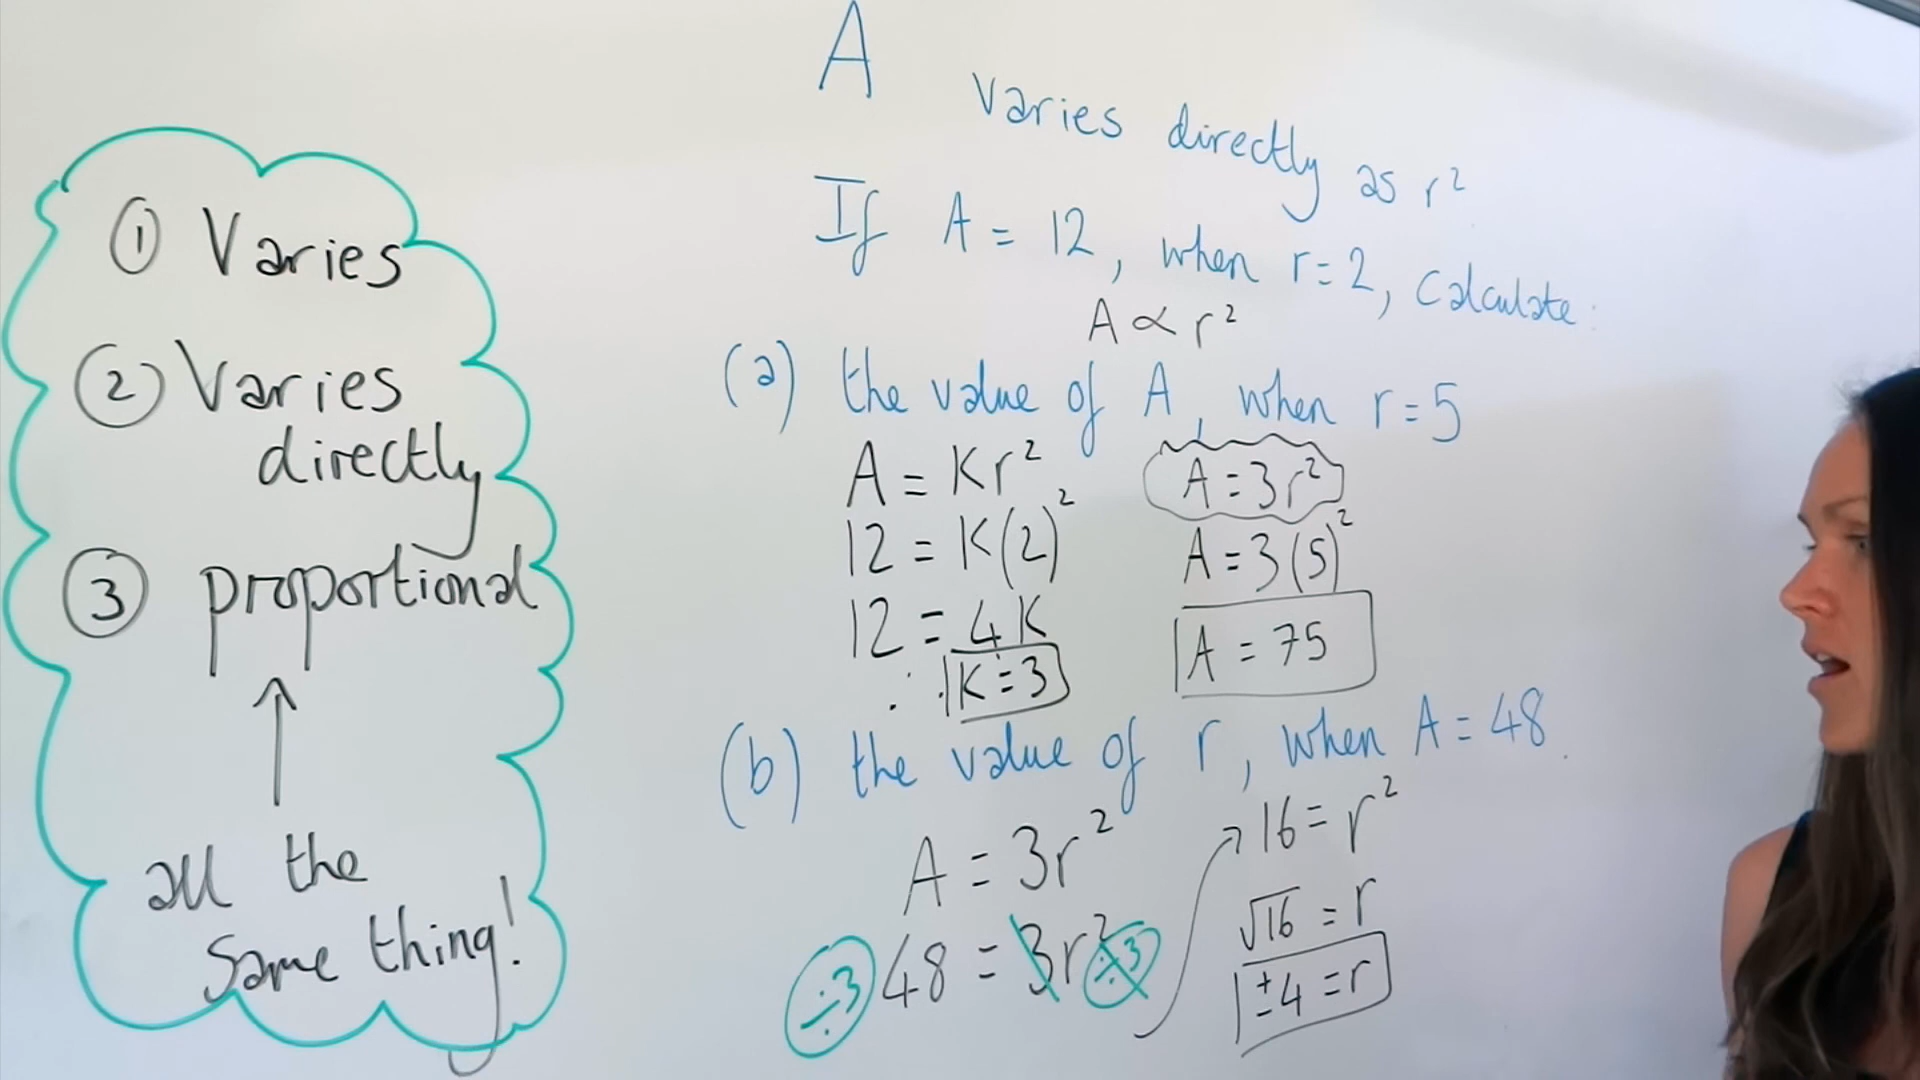 ① Varies
② Varies
directly
③ proportional
↑
all the
same thing!
A varies directly as r²
If A = 12, when r = 2, calculate:
A ∝ r²
(a) the value of A, when r = 5
A = Kr²
12 = K(2)²
12 = 4K
∴ K = 3
A = 3r²
A = 3(5)²
A = 75
(b) the value of r, when A = 48.
A = 3r²
÷3 48 = 3r² ÷3
16 = r²
√16 = r
±4 = r